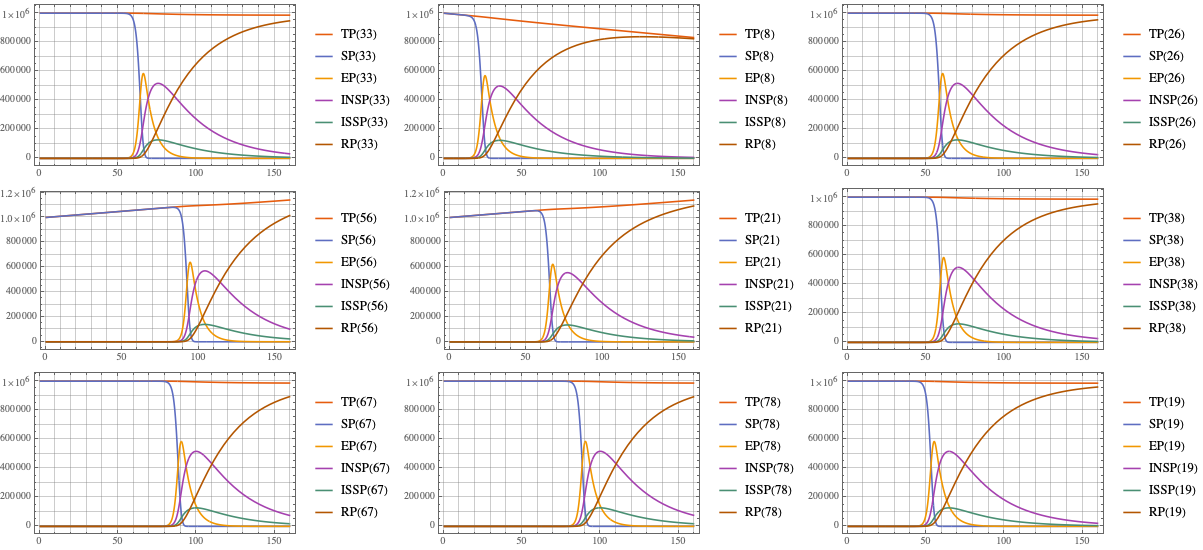 1×10⁶
800000
600000
400000
200000
0
0 50 100 150
TP(33)
SP(33)
EP(33)
INSP(33)
ISSP(33)
RP(33)
1×10⁶
800000
600000
400000
200000
0
0 50 100 150
TP(8)
SP(8)
EP(8)
INSP(8)
ISSP(8)
RP(8)
1×10⁶
800000
600000
400000
200000
0
0 50 100 150
TP(26)
SP(26)
EP(26)
INSP(26)
ISSP(26)
RP(26)
1.2×10⁶
1.0×10⁶
800000
600000
400000
200000
0
0 50 100 150
TP(56)
SP(56)
EP(56)
INSP(56)
ISSP(56)
RP(56)
1.2×10⁶
1.0×10⁶
800000
600000
400000
200000
0
0 50 100 150
TP(21)
SP(21)
EP(21)
INSP(21)
ISSP(21)
RP(21)
1×10⁶
800000
600000
400000
200000
0
0 50 100 150
TP(38)
SP(38)
EP(38)
INSP(38)
ISSP(38)
RP(38)
1×10⁶
800000
600000
400000
200000
0
0 50 100 150
TP(67)
SP(67)
EP(67)
INSP(67)
ISSP(67)
RP(67)
1×10⁶
800000
600000
400000
200000
0
0 50 100 150
TP(78)
SP(78)
EP(78)
INSP(78)
ISSP(78)
RP(78)
1×10⁶
800000
600000
400000
200000
0
0 50 100 150
TP(19)
SP(19)
EP(19)
INSP(19)
ISSP(19)
RP(19)